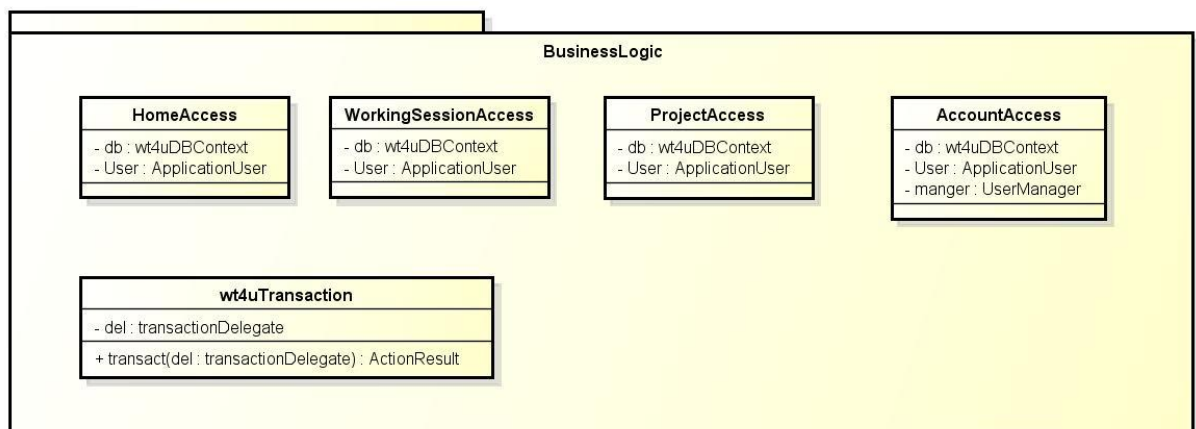 BusinessLogic
HomeAccess
- db : wt4uDBContext
- User : ApplicationUser
WorkingSessionAccess
- db : wt4uDBContext
- User : ApplicationUser
ProjectAccess
- db : wt4uDBContext
- User : ApplicationUser
AccountAccess
- db : wt4uDBContext
- User : ApplicationUser
- manger : UserManager
wt4uTransaction
- del : transactionDelegate
+ transact(del : transactionDelegate) : ActionResult